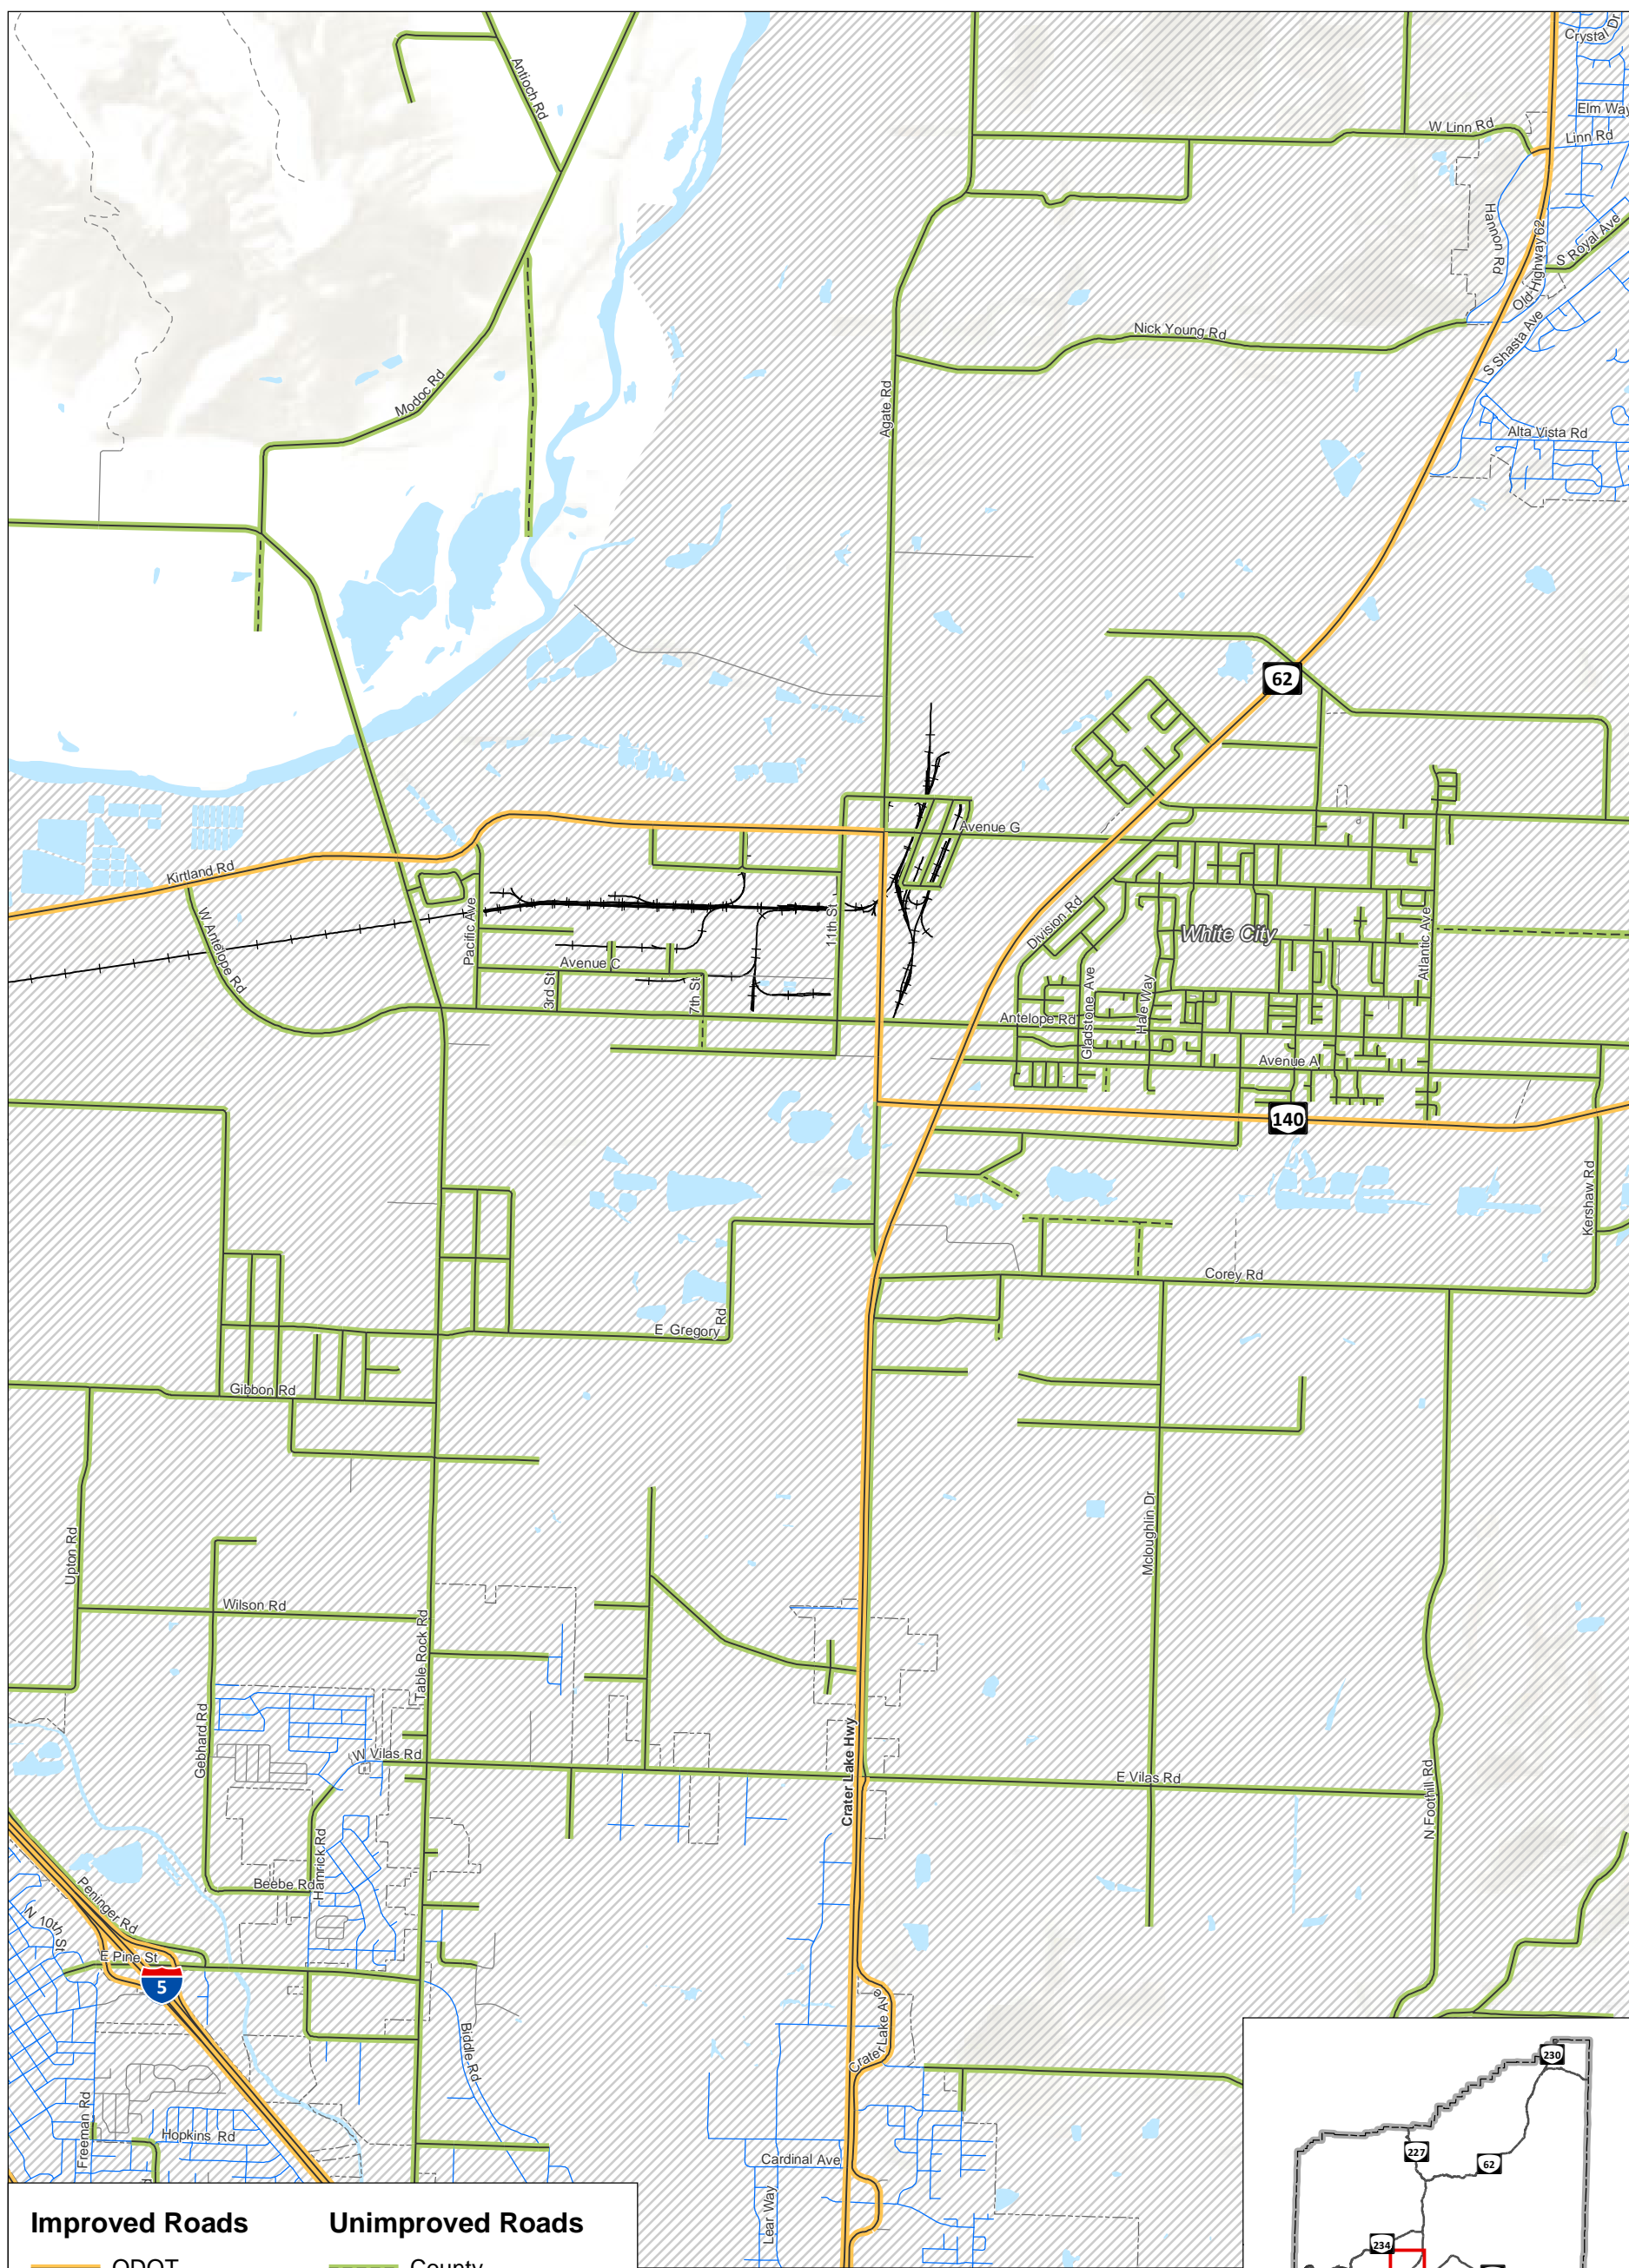 Crystal Dr
Antioch Rd
Elm Way
W Linn Rd
Linn Rd
Hannon Rd
Old Highway 62
S Royal Ave
S Shasta Ave
Nick Young Rd
Modoc Rd
Agate Rd
Alta Vista Rd
62
Avenue G
Kirtland Rd
W Antelope Rd
Pacific Ave
11th St
Division Rd
White City
Atlantic Ave
Avenue C
3rd St
7th St
Gladstone Ave
Hale Way
Antelope Rd
Avenue A
140
Kershaw Rd
Corey Rd
E Gregory Rd
Gibbon Rd
Upton Rd
Mcloughlin Dr
Wilson Rd
Table Rock Rd
Gebhard Rd
W Vilas Rd
Crater Lake Hwy
E Vilas Rd
N Foothill Rd
Hamrick Rd
Beebe Rd
Peninger Rd
N 10th St
E Pine St
5
Crater Lake Ave
Biddle Rd
230
Freeman Rd
Hopkins Rd
Cardinal Ave
227
62
Lear Way
Improved Roads
Unimproved Roads
234
ODOT
County